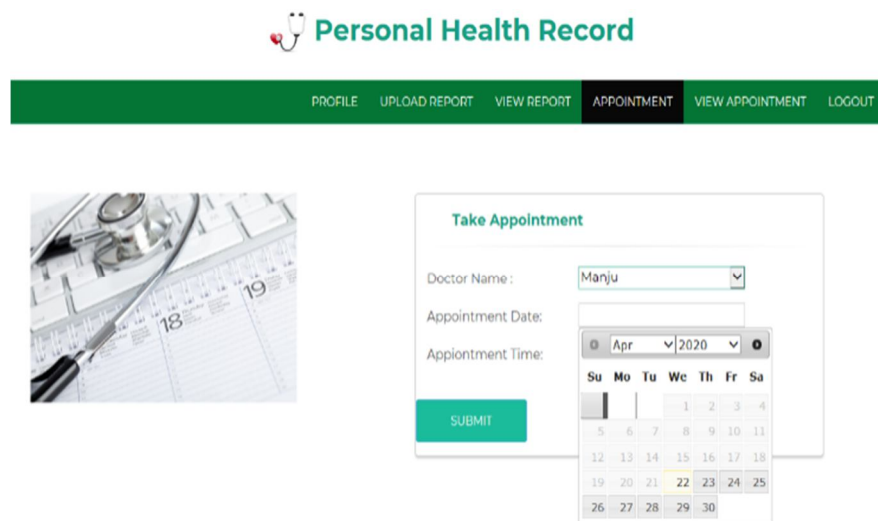 Personal Health Record
PROFILE UPLOAD REPORT VIEW REPORT APPOINTMENT VIEW APPOINTMENT LOGOUT
18
19
Take Appointment
Doctor Name : Manju
Appointment Date:
Appiontment Time:
Apr 2020
Su Mo Tu We Th Fr Sa
1 2 3 4
5 6 7 8 9 10 11
12 13 14 15 16 17 18
19 20 21 22 23 24 25
26 27 28 29 30
SUBMIT